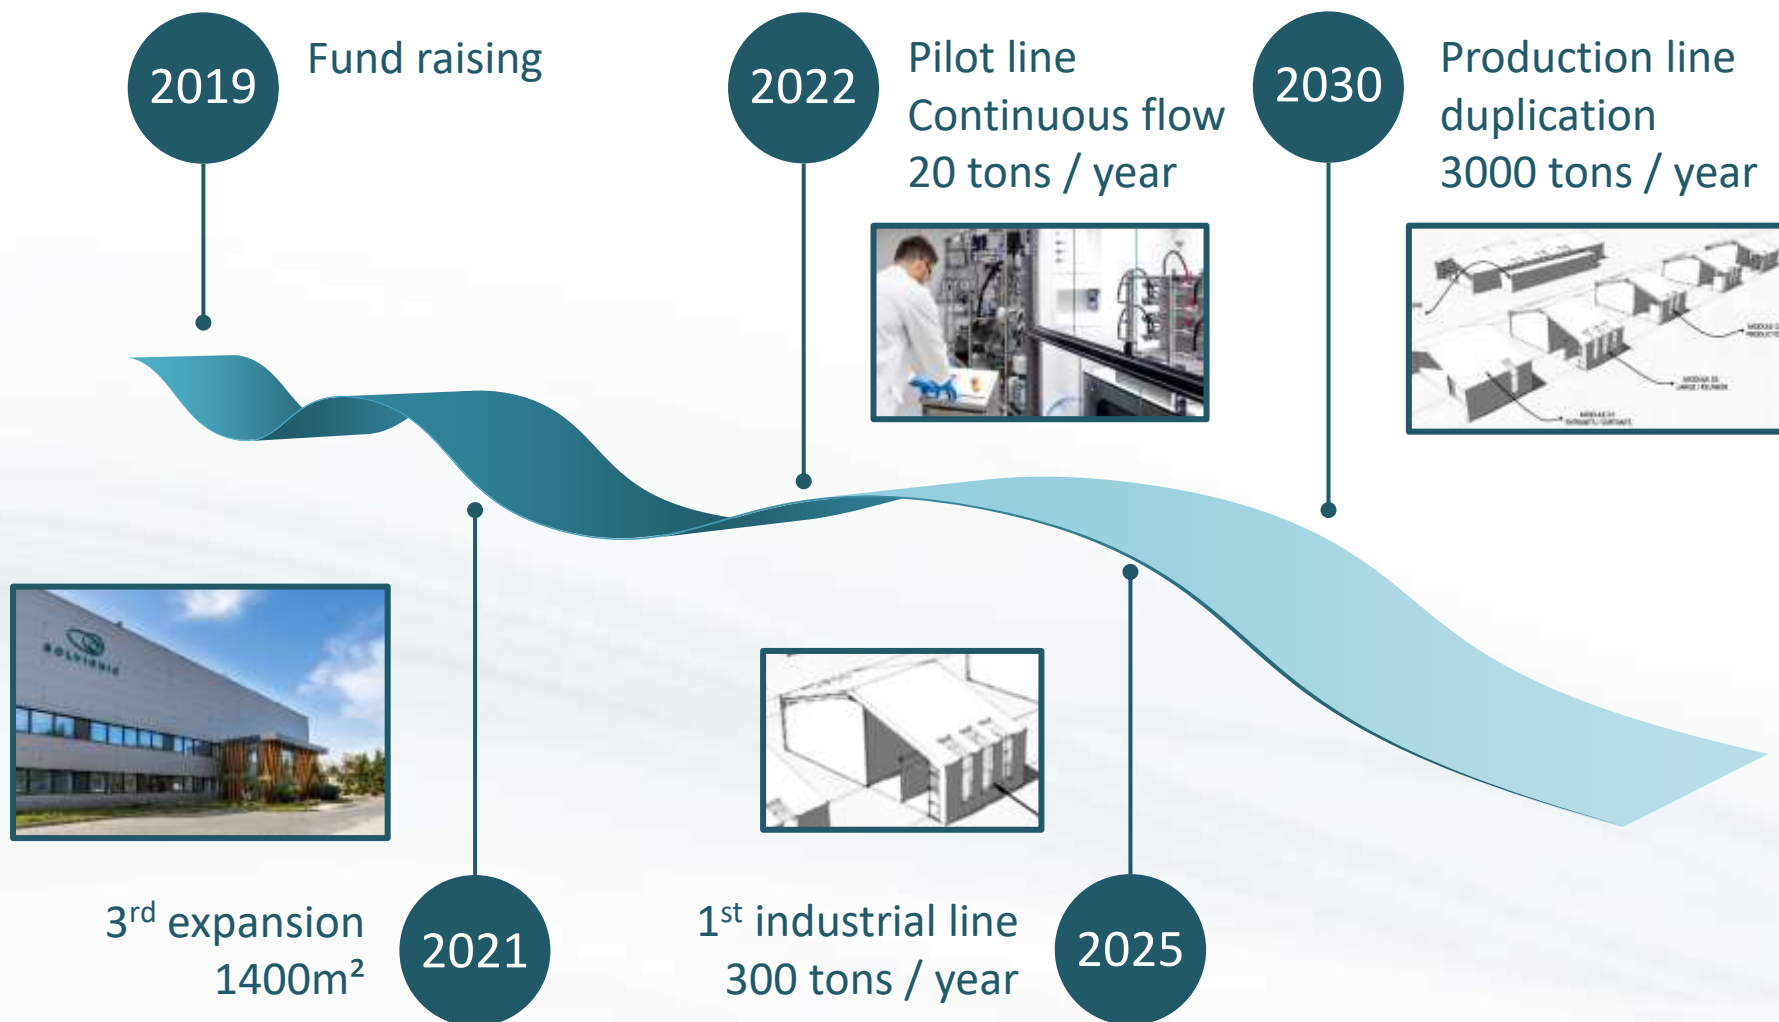 2019
Fund raising
2022
Pilot line
Continuous flow
20 tons / year
2030
Production line
duplication
3000 tons / year
SOLVIONIC
3rd expansion
1400m²
2021
1st industrial line
300 tons / year
2025